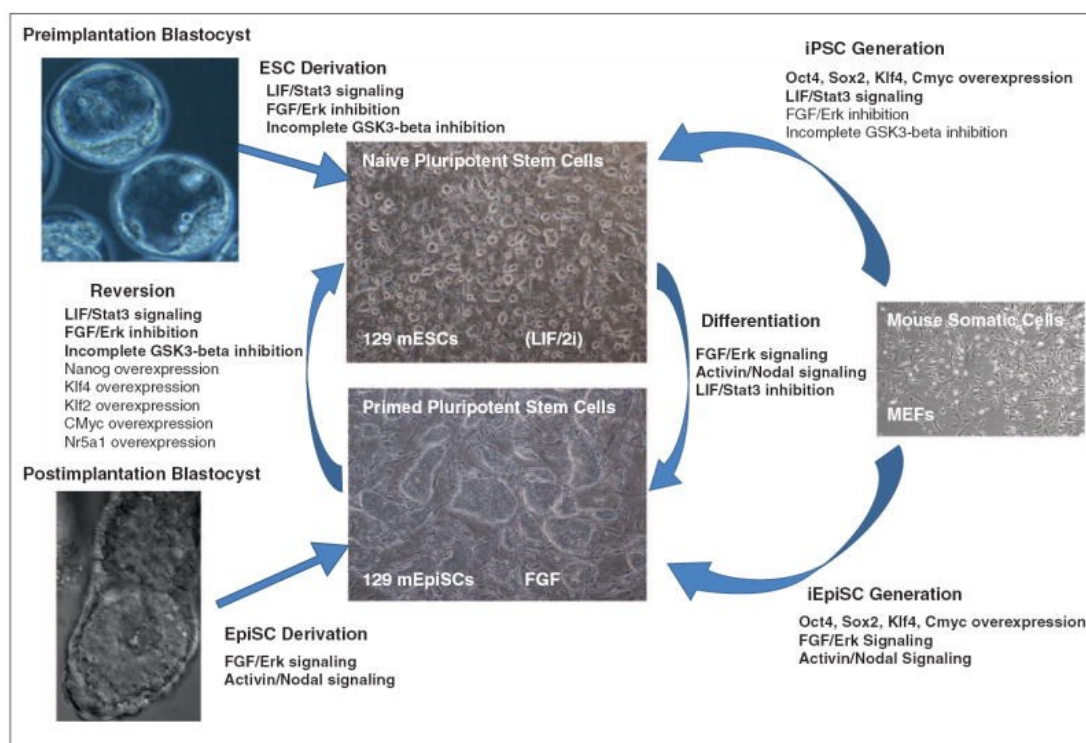 Preimplantation Blastocyst
ESC Derivation
LIF/Stat3 signaling
FGF/Erk inhibition
Incomplete GSK3-beta inhibition
iPSC Generation
Oct4, Sox2, Klf4, Cmyc overexpression
LIF/Stat3 signaling
FGF/Erk inhibition
Incomplete GSK3-beta inhibition
Naive Pluripotent Stem Cells
129 mESCs (LIF/2i)
Reversion
LIF/Stat3 signaling
FGF/Erk inhibition
Incomplete GSK3-beta inhibition
Nanog overexpression
Klf4 overexpression
Klf2 overexpression
CMyc overexpression
Nr5a1 overexpression
Differentiation
FGF/Erk signaling
Activin/Nodal signaling
LIF/Stat3 inhibition
Mouse Somatic Cells
MEFs
Primed Pluripotent Stem Cells
129 mEpiSCs FGF
Postimplantation Blastocyst
EpiSC Derivation
FGF/Erk signaling
Activin/Nodal signaling
iEpiSC Generation
Oct4, Sox2, Klf4, Cmyc overexpression
FGF/Erk Signaling
Activin/Nodal Signaling